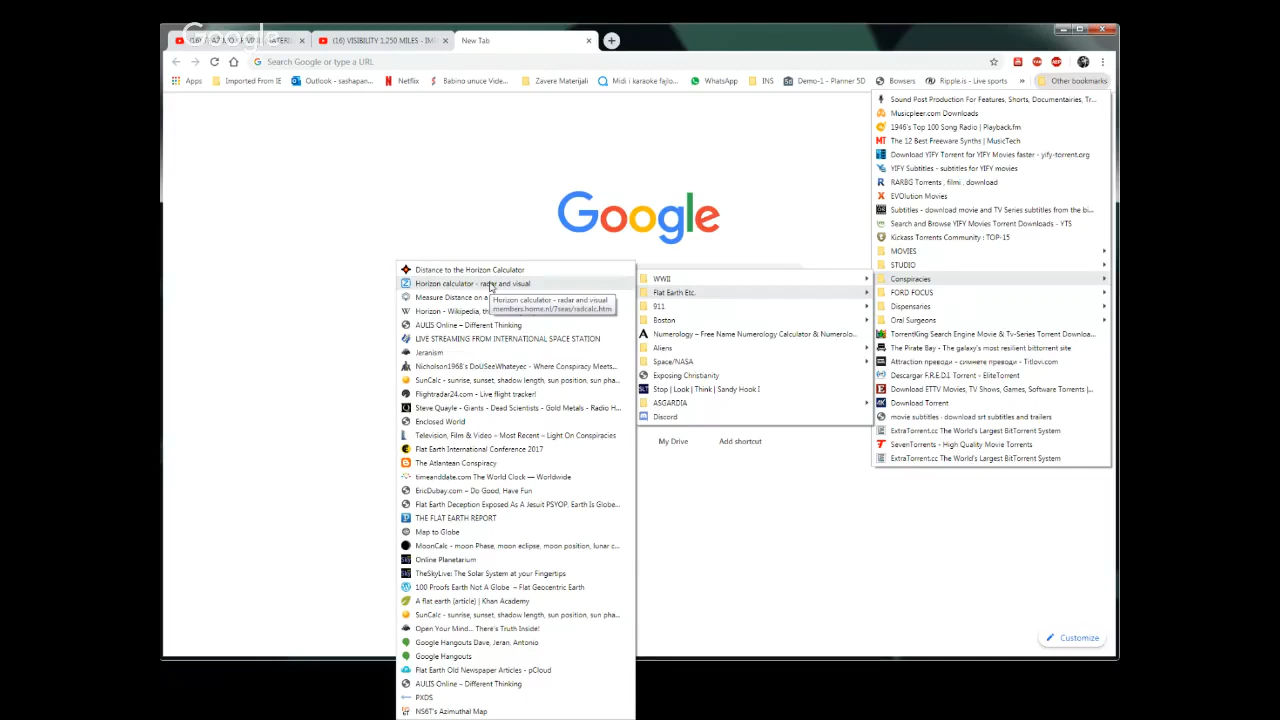 Google
(16)
(16) VISIBILITY 1,250 MILES -
New Tab
Search Google or type a URL
Apps
Imported From IE
Outlook - sashapan...
Netflix
Babino unuce Vide...
Zavere Materijali
Midi i karaoke fajlo...
WhatsApp
INS
Demo-1 - Planner 5D
Bowsers
Ripple.is - Live sports
»
Other bookmarks
Sound Post Production For Features, Shorts, Documentairies, Tr...
Musicpleer.com Downloads
1946's Top 100 Song Radio | Playback.fm
The 12 Best Freeware Synths | MusicTech
Download YIFY Torrent for YIFY Movies faster - yify-torrent.org
YIFY Subtitles - subtitles for YIFY movies
RARBG Torrents , filmi , download
EVOlution Movies
Subtitles - download movie and TV Series subtitles from the bi...
Search and Browse YIFY Movies Torrent Downloads - YTS
Kickass Torrents Community : TOP-15
MOVIES
STUDIO
Conspiracies
FORD FOCUS
Dispensaries
Oral Surgeons
TorrentKing Search Engine Movie & Tv-Series Torrent Downloa...
The Pirate Bay - The galaxy's most resilient bittorrent site
Attraction преводи - симнете преводи - Titlovi.com
Descargar F.R.E.D.I. Torrent - EliteTorrent
Download ETTV Movies, TV Shows, Games, Software Torrents |...
Download Torrent
movie subtitles - download srt subtitles and trailers
ExtraTorrent.cc The World's Largest BitTorrent System
SevenTorrents - High Quality Movie Torrents
ExtraTorrent.cc The World's Largest BitTorrent System
Google
WWII
Flat Earth Etc.
911
Boston
Numerology – Free Name Numerology Calculator & Numerolo...
Aliens
Space/NASA
Exposing Christianity
Stop | Look | Think | Sandy Hook I
ASGARDIA
Discord
My Drive
Add shortcut
Distance to the Horizon Calculator
Horizon calculator - radar and visual
Measure Distance on a
Horizon calculator - radar and visual
members.home.nl/7seas/radcalc.htm
Horizon - Wikipedia, th
AULIS Online – Different Thinking
LIVE STREAMING FROM INTERNATIONAL SPACE STATION
Jeranism
Nicholson1968's DoUSeeWhateyec - Where Conspiracy Meets...
SunCalc - sunrise, sunset, shadow length, sun position, sun pha...
Flightradar24.com - Live flight tracker!
Steve Quayle - Giants - Dead Scientists - Gold Metals - Radio H...
Enclosed World
Television, Film & Video – Most Recent – Light On Conspiracies
Flat Earth International Conference 2017
The Atlantean Conspiracy
timeanddate.com The World Clock — Worldwide
EricDubay.com – Do Good, Have Fun
Flat Earth Deception Exposed As A Jesuit PSYOP, Earth Is Globe...
THE FLAT EARTH REPORT
Map to Globe
MoonCalc - moon Phase, moon eclipse, moon position, lunar c...
Online Planetarium
TheSkyLive: The Solar System at your Fingertips
100 Proofs Earth Not A Globe – Flat Geocentric Earth
A flat earth (article) | Khan Academy
SunCalc - sunrise, sunset, shadow length, sun position, sun pha...
Open Your Mind... There's Truth Inside!
Google Hangouts Dave, Jeran, Antonio
Google Hangouts
Flat Earth Old Newspaper Articles - pCloud
AULIS Online – Different Thinking
PXDS
NS6T's Azimuthal Map
Customize